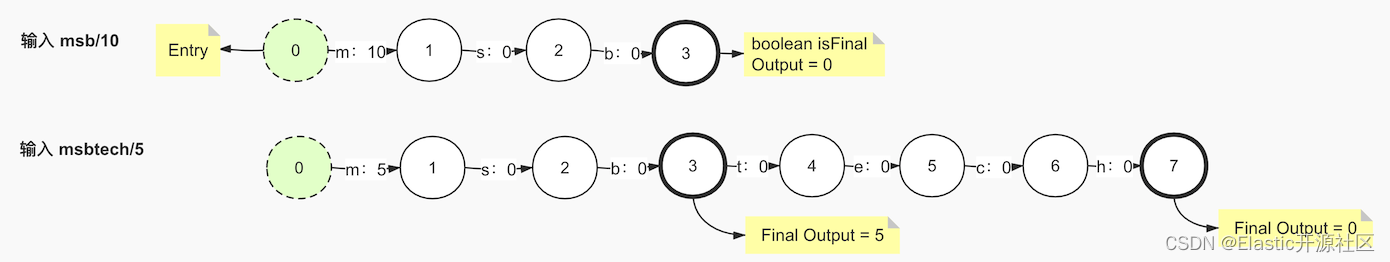 输入 msb/10
Entry
0
m：10
1
s：0
2
b：0
3
boolean isFinal
Output = 0
输入 msbtech/5
0
m：5
1
s：0
2
b：0
3
t：0
4
e：0
5
c：0
6
h：0
7
Final Output = 5
Final Output = 0
CSDN @Elastic开源社区